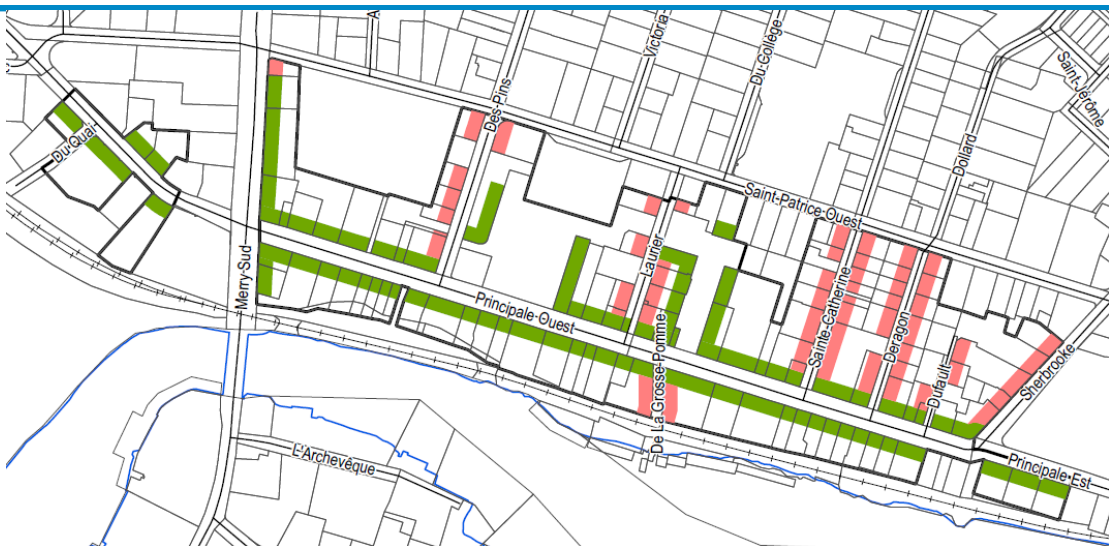 Des·Pins
Victoria
Du·Collège
Saint·Jérôme
Dollard
Du·Quai
Saint·Patrice·Ouest
Merry·Sud
Laurier
Sainte·Catherine
Deragon
Principale·Ouest
Dufault
Sherbrooke
De·La·Grosse·Pomme
L'Archevêque
Principale·Est